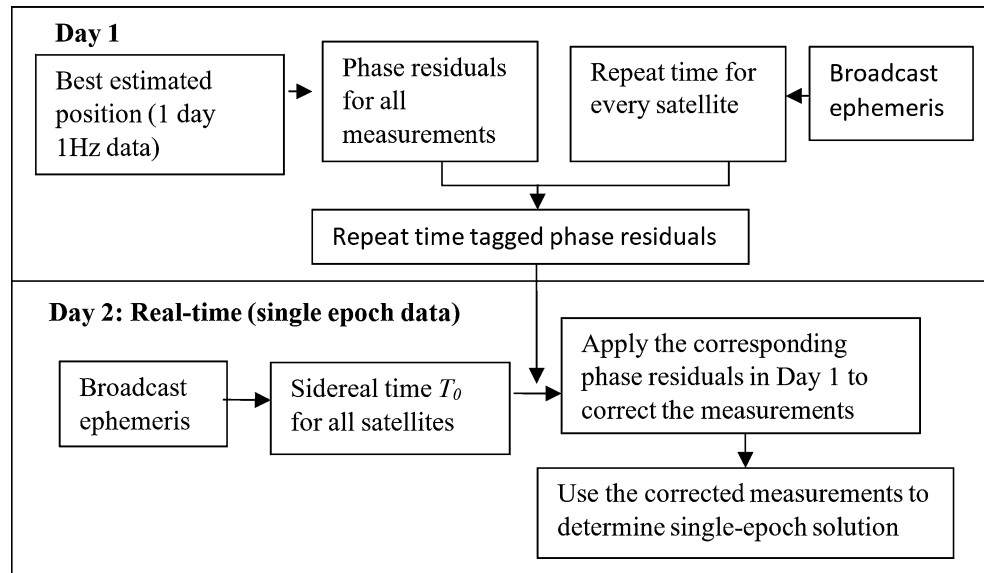 Day 1
Best estimated
position (1 day
1Hz data)
Phase residuals
for all
measurements
Repeat time for
every satellite
Broadcast
ephemeris
Repeat time tagged phase residuals
Day 2: Real-time (single epoch data)
Broadcast
ephemeris
Sidereal time T0
for all satellites
Apply the corresponding
phase residuals in Day 1 to
correct the measurements
Use the corrected measurements to
determine single-epoch solution